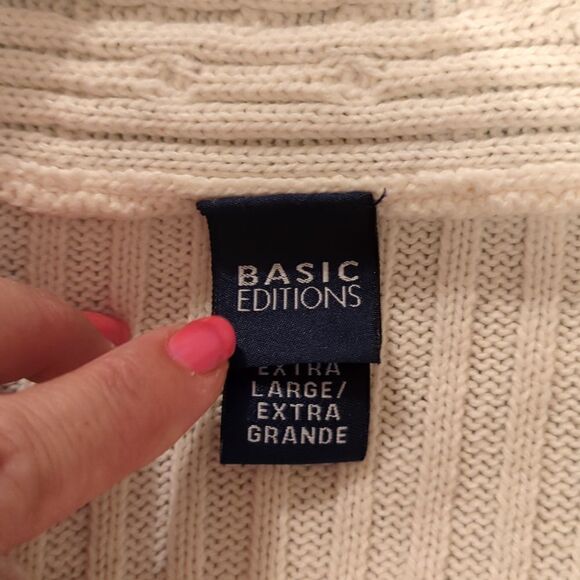 BASIC
EDITIONS
EXTRA
LARGE/
EXTRA
GRANDE